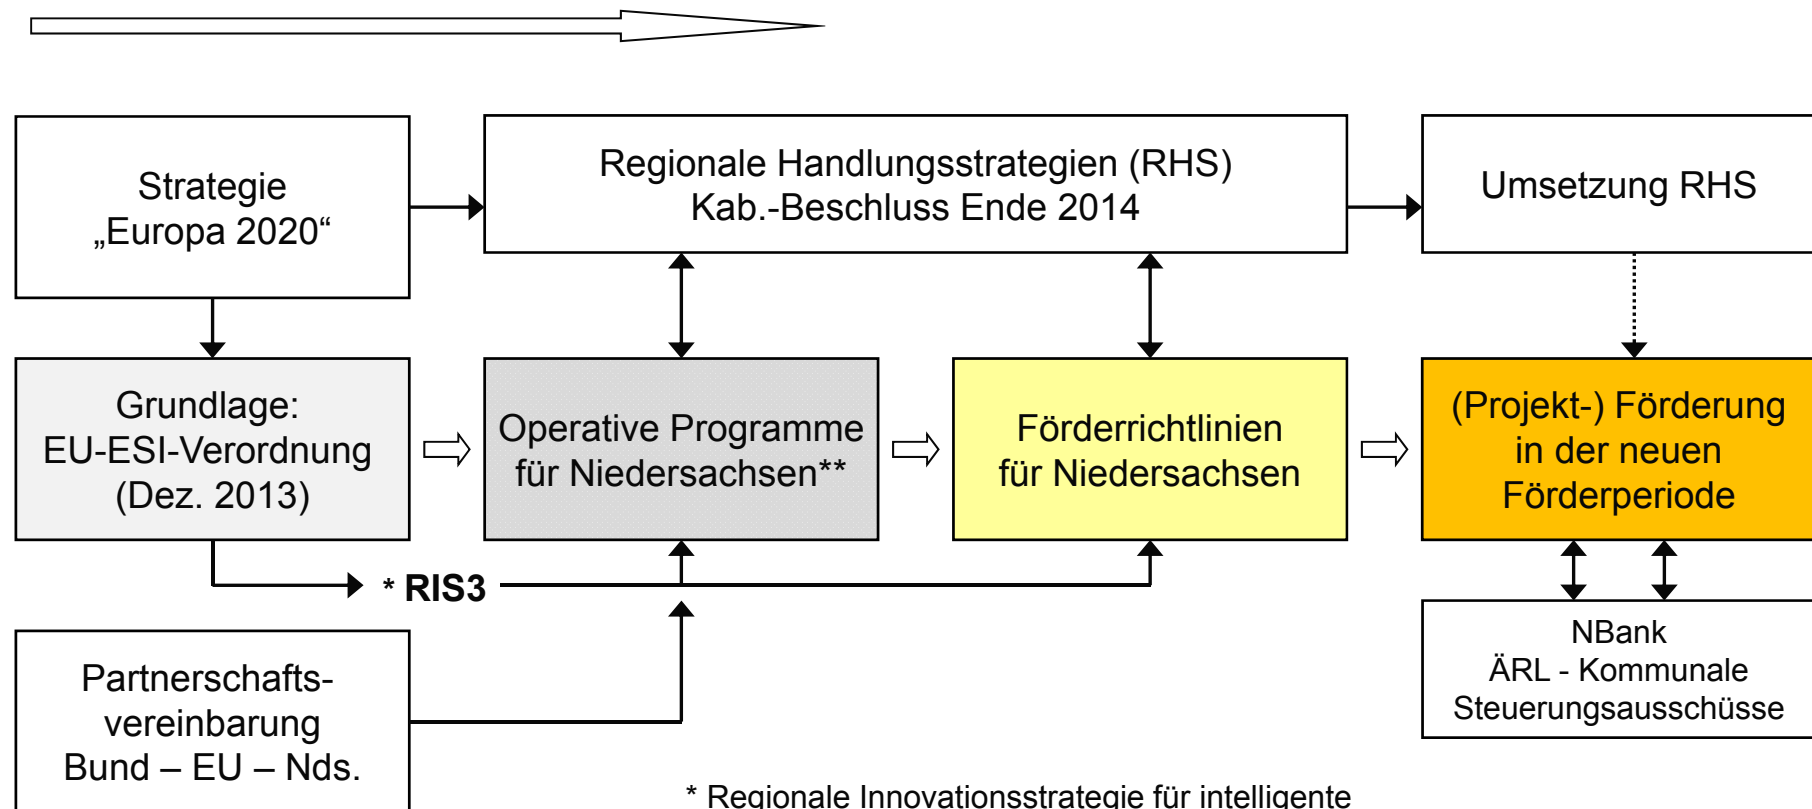 Strategie
„Europa 2020“
Regionale Handlungsstrategien (RHS)
Kab.-Beschluss Ende 2014
Umsetzung RHS
Grundlage:
EU-ESI-Verordnung
(Dez. 2013)
Operative Programme
für Niedersachsen**
Förderrichtlinien
für Niedersachsen
(Projekt-) Förderung
in der neuen
Förderperiode
* RIS3
Partnerschafts-
vereinbarung
Bund – EU – Nds.
NBank
ÄRL - Kommunale
Steuerungsausschüsse
* Regionale Innovationsstrategie für intelligente